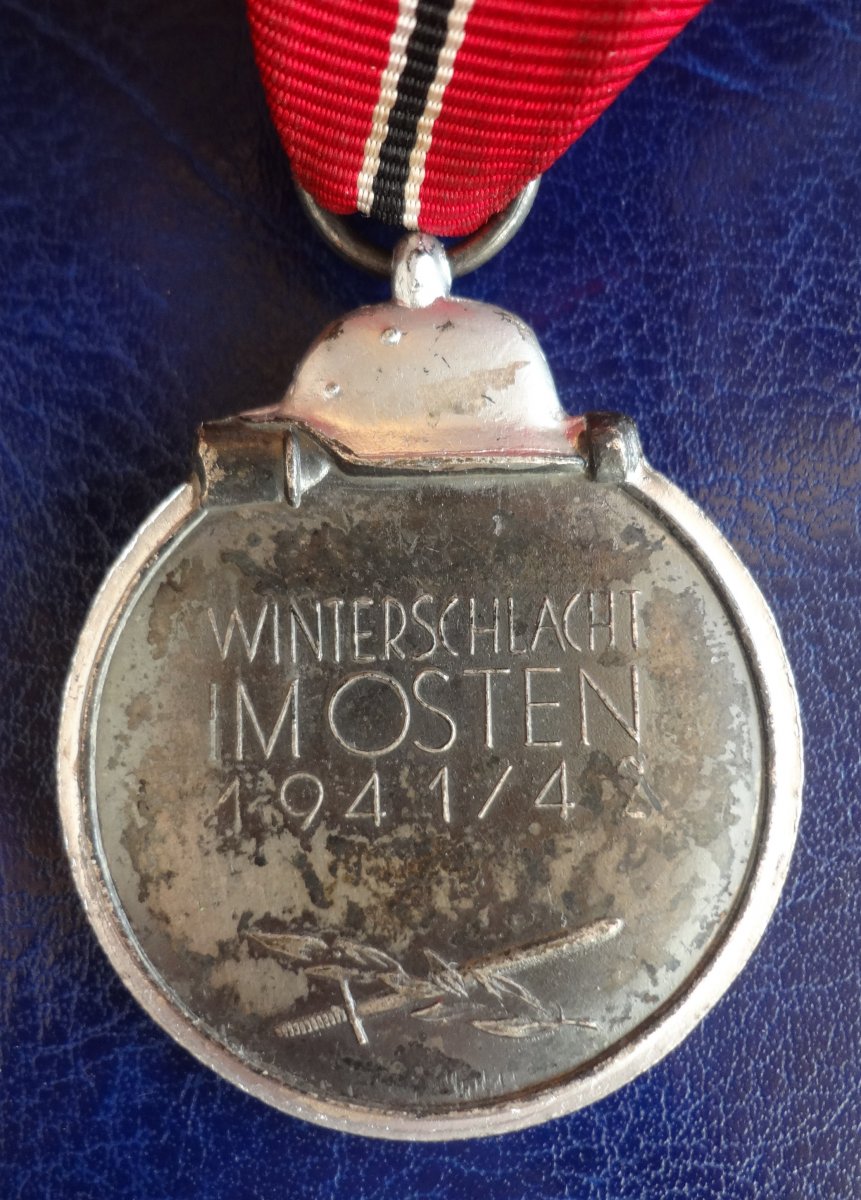 WINTERSCHLACHT
IM OSTEN
1941/42